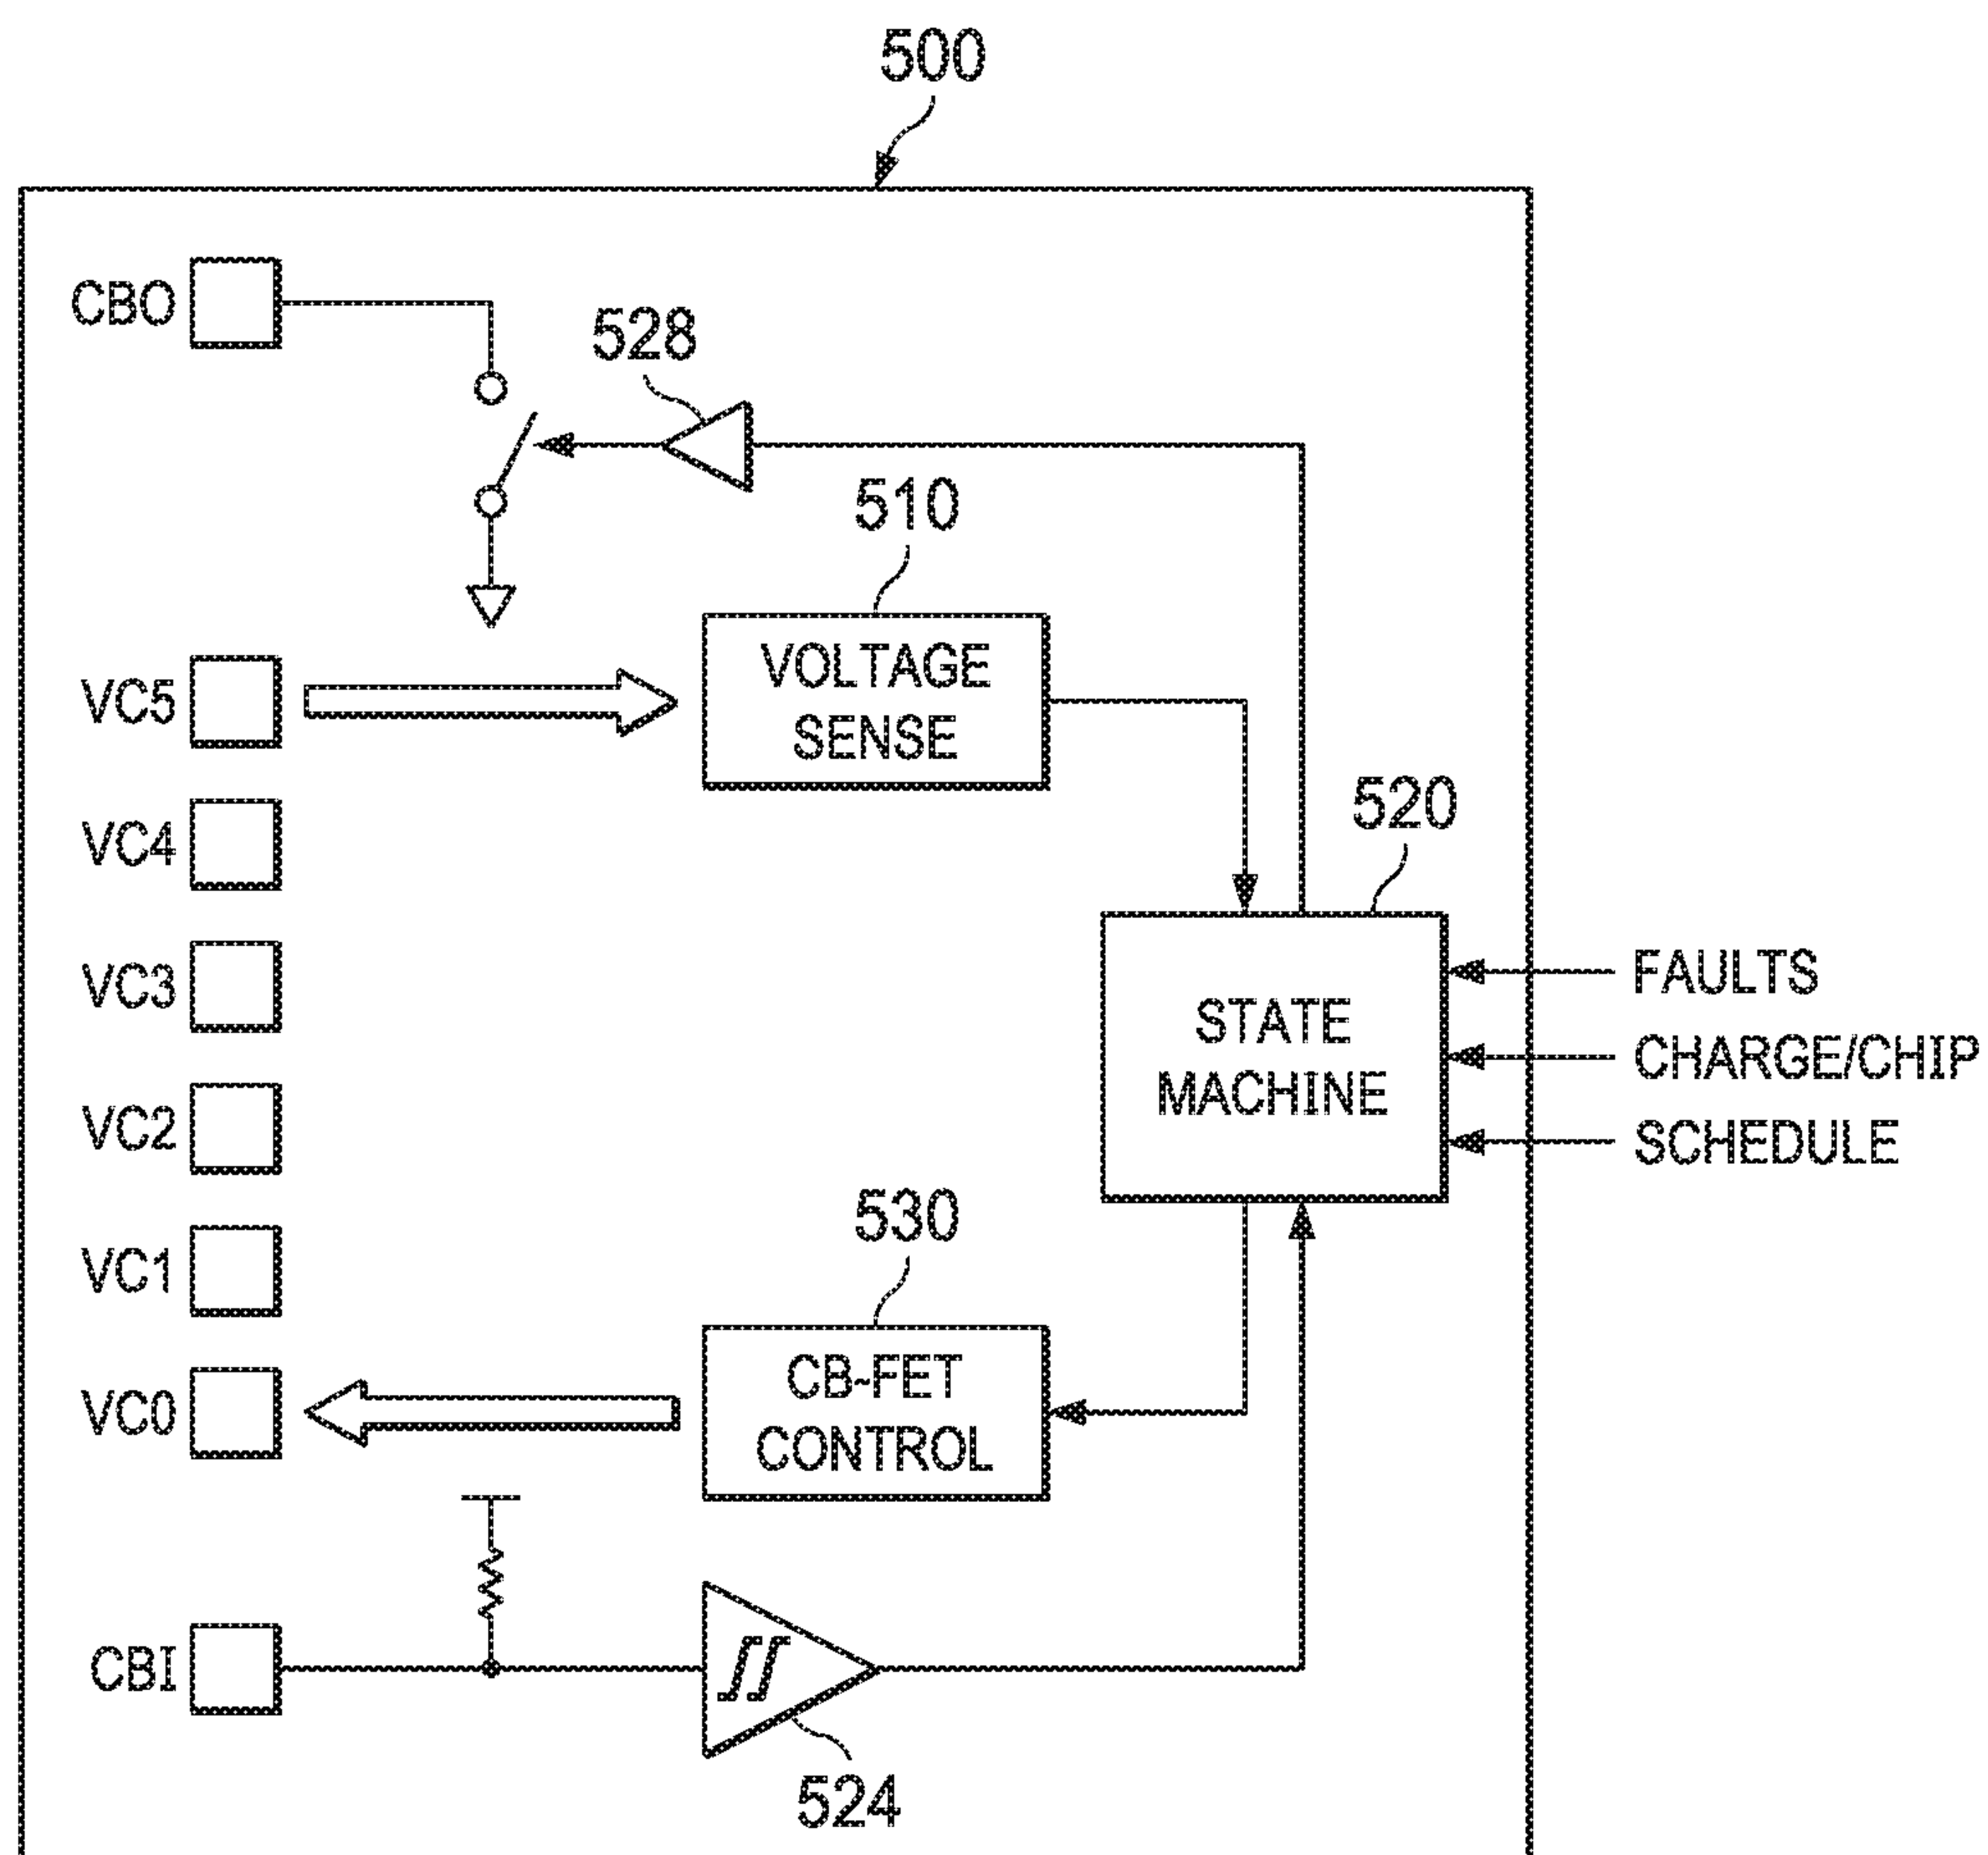 500
CBO
528
510
VC5
VOLTAGE
SENSE
520
VC4
VC3
FAULTS
STATE
MACHINE
CHARGE/CHIP
VC2
SCHEDULE
530
VC1
VC0
CB-FET
CONTROL
CBI
524